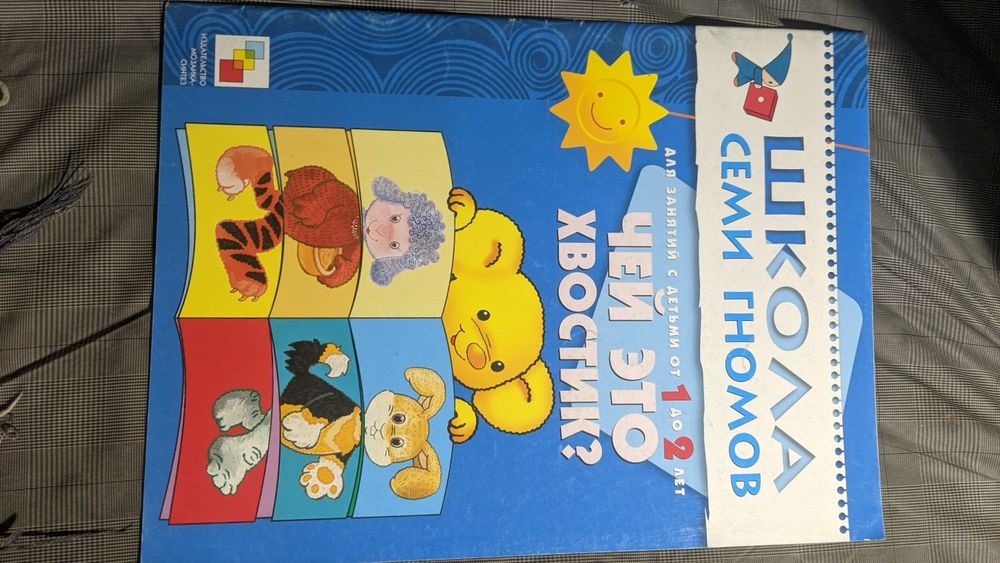 ШКОЛА
СЕМИ ГНОМОВ
ДЛЯ ЗАНЯТИЙ С ДЕТЬМИ ОТ 1 ДО 2 ЛЕТ
ЧЕЙ ЭТО
ХВОСТИК?
ИЗДАТЕЛЬСТВО
МОЗАИКА-
СИНТЕЗ